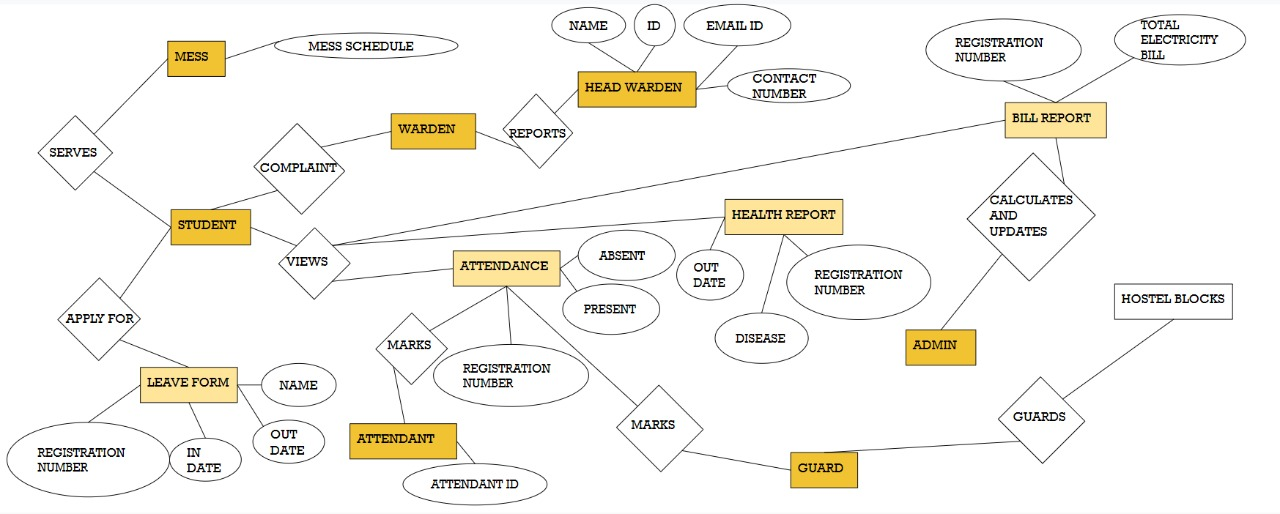 MESS
MESS SCHEDULE
NAME
ID
EMAIL ID
HEAD WARDEN
CONTACT
NUMBER
REGISTRATION
NUMBER
TOTAL
ELECTRICITY
BILL
BILL REPORT
SERVES
COMPLAINT
WARDEN
REPORTS
STUDENT
VIEWS
HEALTH REPORT
CALCULATES
AND
UPDATES
ATTENDANCE
ABSENT
PRESENT
OUT
DATE
REGISTRATION
NUMBER
DISEASE
HOSTEL BLOCKS
APPLY FOR
MARKS
REGISTRATION
NUMBER
ADMIN
LEAVE FORM
NAME
REGISTRATION
NUMBER
IN
DATE
OUT
DATE
ATTENDANT
ATTENDANT ID
MARKS
GUARD
GUARDS